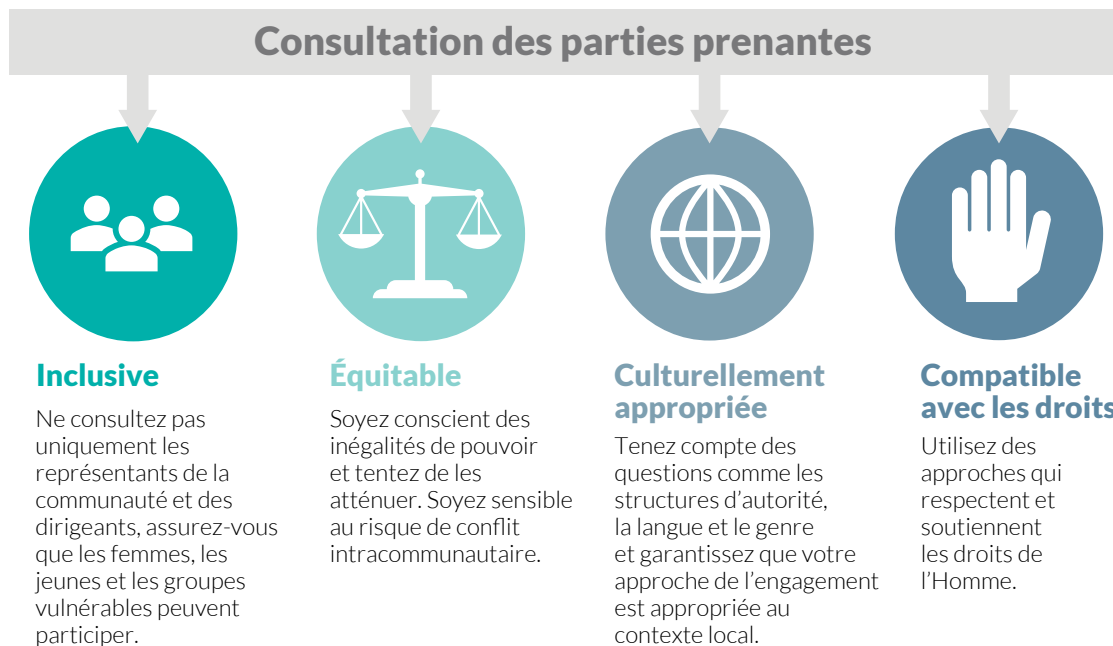 Consultation des parties prenantes
Inclusive
Ne consultez pas
uniquement les
représentants de la
communauté et des
dirigeants, assurez-vous
que les femmes, les
jeunes et les groupes
vulnérables peuvent
participer.
Équitable
Soyez conscient des
inégalités de pouvoir
et tentez de les
atténuer. Soyez sensible
au risque de conflit
intracommunautaire.
Culturellement
appropriée
Tenez compte des
questions comme les
structures d’autorité,
la langue et le genre
et garantissez que votre
approche de l’engagement
est appropriée au
contexte local.
Compatible
avec les droits
Utilisez des
approches qui
respectent et
soutiennent
les droits de
l’Homme.